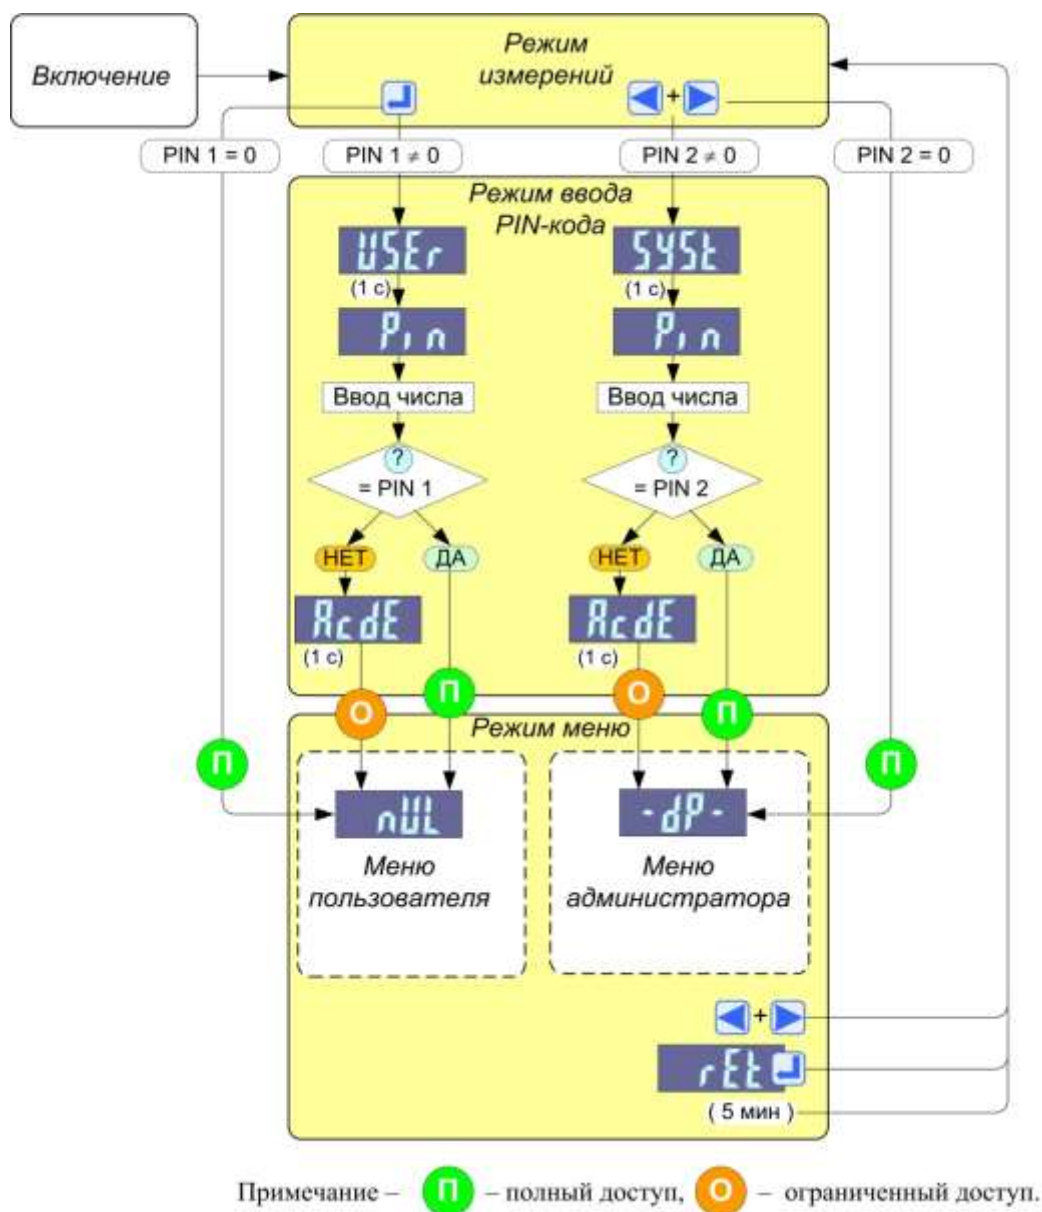 Включение
Режим
измерений
+
PIN 1 = 0
PIN 1 ≠ 0
PIN 2 ≠ 0
PIN 2 = 0
Режим ввода
PIN-кода
USEr
SYSt
(1 с)
(1 с)
Pin
Pin
Ввод числа
Ввод числа
?
= PIN 1
?
= PIN 2
НЕТ
ДА
НЕТ
ДА
AcdE
AcdE
(1 с)
(1 с)
О
П
О
П
Режим меню
П
П
nUL
-dP-
Меню
пользователя
Меню
администратора
+
rEt
( 5 мин )
Примечание – П – полный доступ, О – ограниченный доступ.